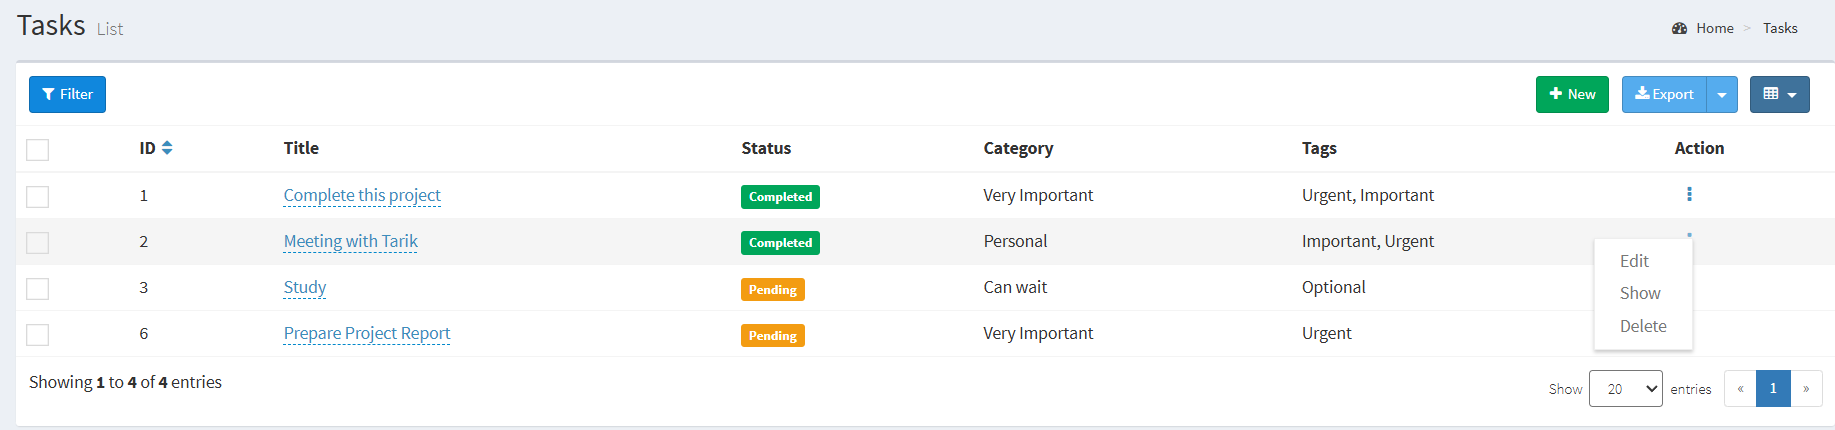 Tasks List
Home > Tasks
Filter
New Export
ID Title Status Category Tags Action
1 Complete this project Completed Very Important Urgent, Important
2 Meeting with Tarik Completed Personal Important, Urgent
Edit
3 Study Pending Can wait Optional
Show
6 Prepare Project Report Pending Very Important Urgent
Delete
Showing 1 to 4 of 4 entries
Show 20 entries « 1 »